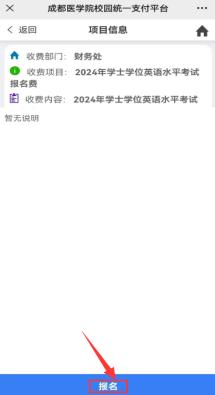 成都医学院校园统一支付平台
返回 项目信息
收费部门：财务处
收费项目：2024年学士学位英语水平考试
报名费
收费内容：2024年学士学位英语水平考试
暂无说明
报名